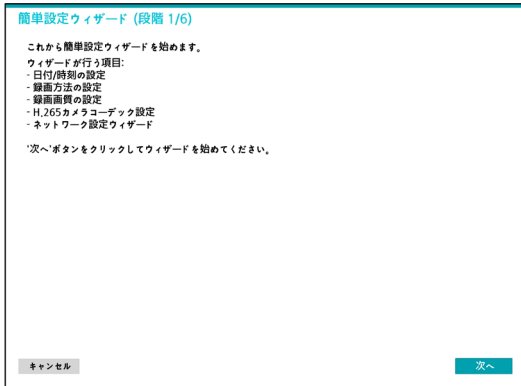 簡単設定ウィザード (段階 1/6)
これから簡単設定ウィザードを始めます。
ウィザードが行う項目:
- 日付/時刻の設定
- 録画方法の設定
- 録画画質の設定
- H.265カメラコーデック設定
- ネットワーク設定ウィザード
'次へ'ボタンをクリックしてウィザードを始めてください。
キャンセル
次へ